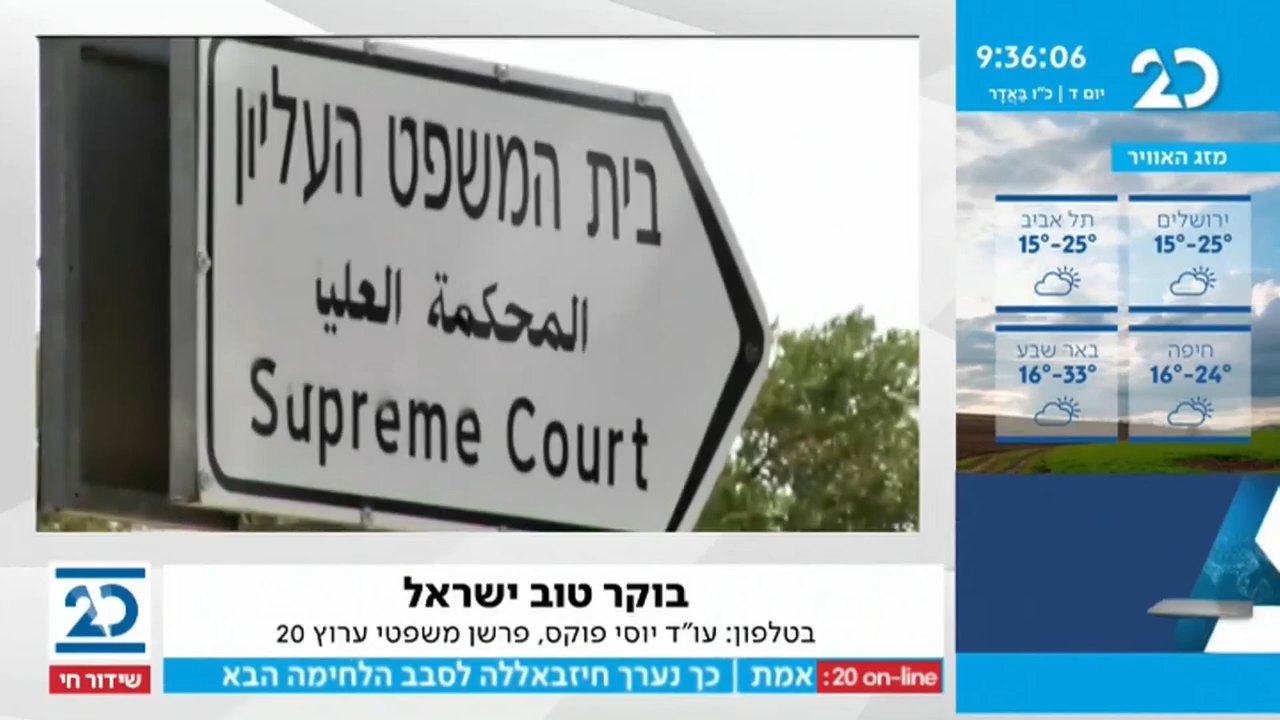 בית המשפט העליון
المحكمة العليا
Supreme Court
9:36:06
יום ד | כ"ו בַּאֲדָר
20
מזג האוויר
ירושלים
15°-25°
תל אביב
15°-25°
חיפה
16°-24°
באר שבע
16°-33°
20
שידור חי
בוקר טוב ישראל
בטלפון: עו"ד יוסי פוקס, פרשן משפטי ערוץ 20
20 on-line: אמת | כך נערך חיזבאללה לסבב הלחימה הבא